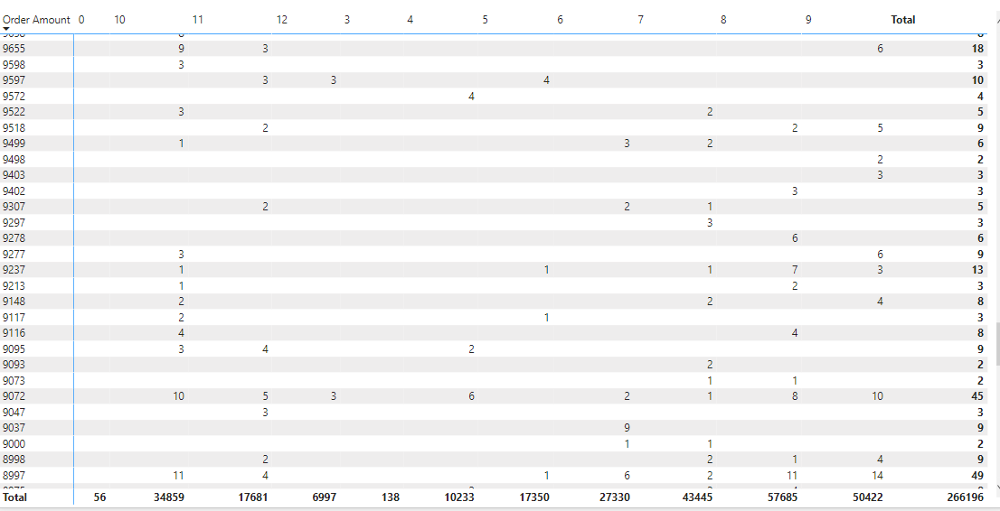 Order Amount 0 10 11 12 3 4 5 6 7 8 9 Total
9655 9 3 6 18
9598 3 3
9597 3 3 4 10
9572 4 4
9522 3 2 5
9518 2 2 5 9
9499 1 3 2 6
9498 2 2
9403 3 3
9402 3 3
9307 2 2 1 5
9297 3 3
9278 6 6
9277 3 6 9
9237 1 1 1 7 3 13
9213 1 2 3
9148 2 2 4 8
9117 2 1 3
9116 4 4 8
9095 3 4 2 9
9093 2 2
9073 1 1 2
9072 10 5 3 6 2 1 8 10 45
9047 3 3
9037 9 9
9000 1 1 2
8998 2 2 1 4 9
8997 11 4 1 6 2 11 14 49
Total 56 34859 17681 6997 138 10233 17350 27330 43445 57685 50422 266196